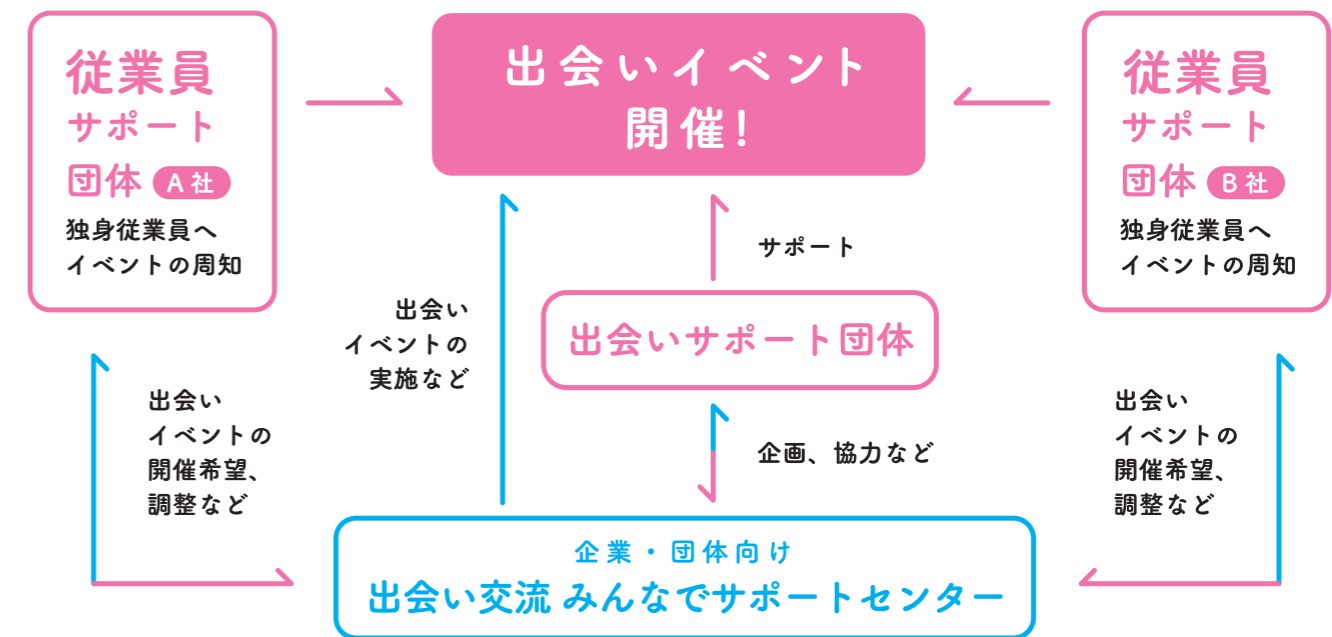 従業員
サポート
団体 A社
独身従業員へ
イベントの周知
出会いイベント
開催!
従業員
サポート
団体 B社
独身従業員へ
イベントの周知
サポート
出会い
イベントの
実施など
出会いサポート団体
出会い
イベントの
開催希望、
調整など
企画、協力など
出会い
イベントの
開催希望、
調整など
企業・団体向け
出会い交流 みんなでサポートセンター